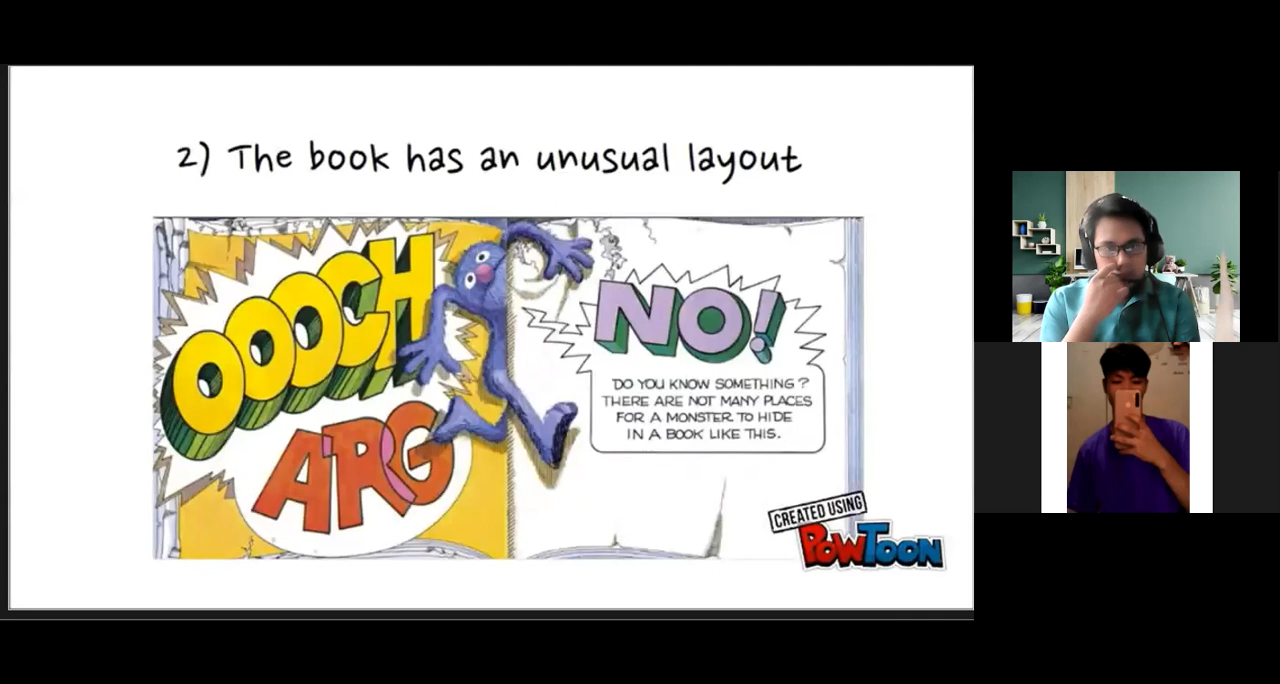 2) The book has an unusual layout
OOOCH
ARG
NO!
DO YOU KNOW SOMETHING?
THERE ARE NOT MANY PLACES
FOR A MONSTER TO HIDE
IN A BOOK LIKE THIS.
CREATED USING
POWTOON